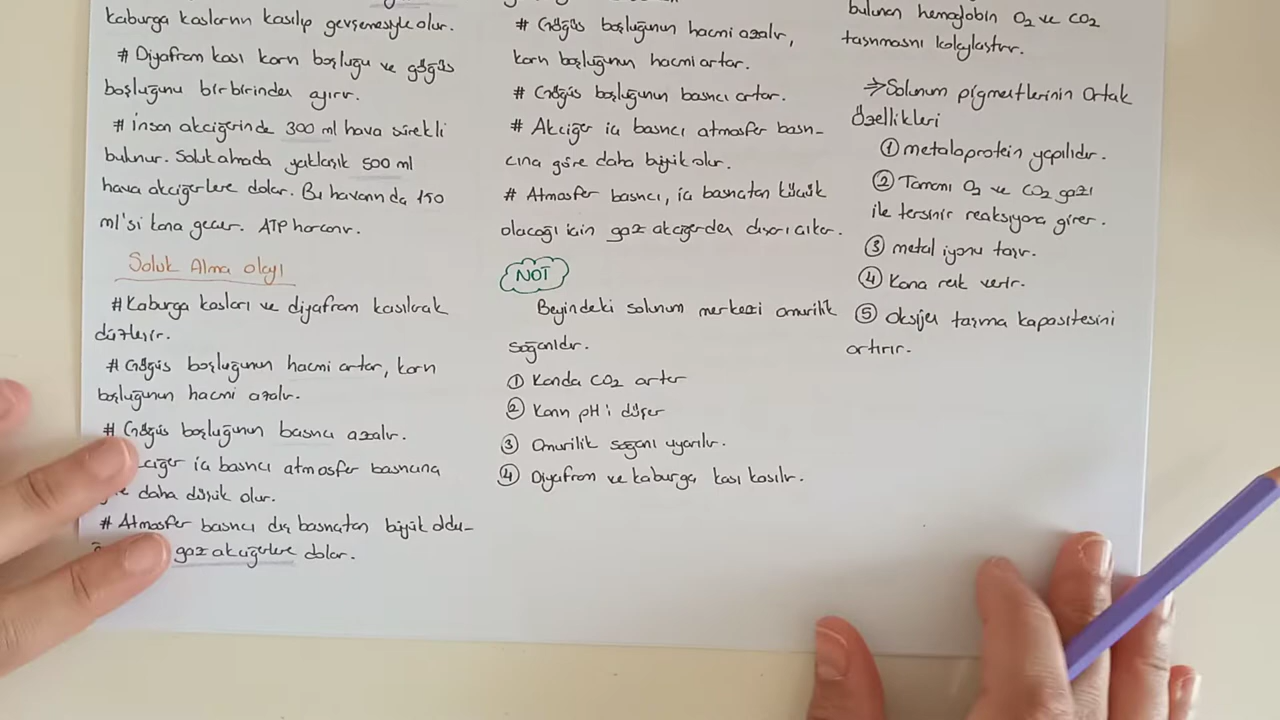 kaburga kaslarının kasılıp gevşemesiyle olur.
# Diyafram kası karın boşluğu ve göğüs
boşluğunu birbirinden ayırır.
# İnsan akciğerinde 300 ml hava sürekli
bulunur. Soluk almada yaklaşık 500 ml
hava akciğerlere dolar. Bu havanın da 150
ml'si kana geçer. ATP harcanır.
Soluk Alma olayı
# Kaburga kasları ve diyafram kasılarak
düzleşir.
# Göğüs boşluğunun hacmi artar, karın
boşluğunun hacmi azalır.
# Göğüs boşluğunun basıncı azalır.
iç basıncı atmosfer basıncına
daha düşük olur.
# Atmosfer basıncı dış basınçtan büyük oldu-
gaz akciğerlere dolar.
# Göğüs boşluğunun hacmi azalır,
karın boşluğunun hacmi artar.
# Göğüs boşluğunun basıncı artar.
# Akciğer iç basıncı atmosfer basın-
cına göre daha büyük olur.
# Atmosfer basıncı, iç basınçtan küçük
olacağı için gaz akciğerden dışarı çıkar.
NOT
Beyindeki solunum merkezi omurilik
soğanıdır.
① Kanda CO₂ artar
② Kanın pH'ı düşer
③ Omurilik soğanı uyarılır.
④ Diyafram ve kaburga kası kasılır.
bulunan hemoglobin O₂ ve CO₂
taşınmasını kolaylaştırır.
⇒ Solunum pigmentlerinin Ortak
Özellikleri
① metaloprotein yapılıdır.
② Tamamı O₂ ve CO₂ gazı
ile tersinir reaksiyona girer.
③ metal iyonu taşır.
④ Kana renk verir.
⑤ Oksijen taşıma kapasitesini
artırır.